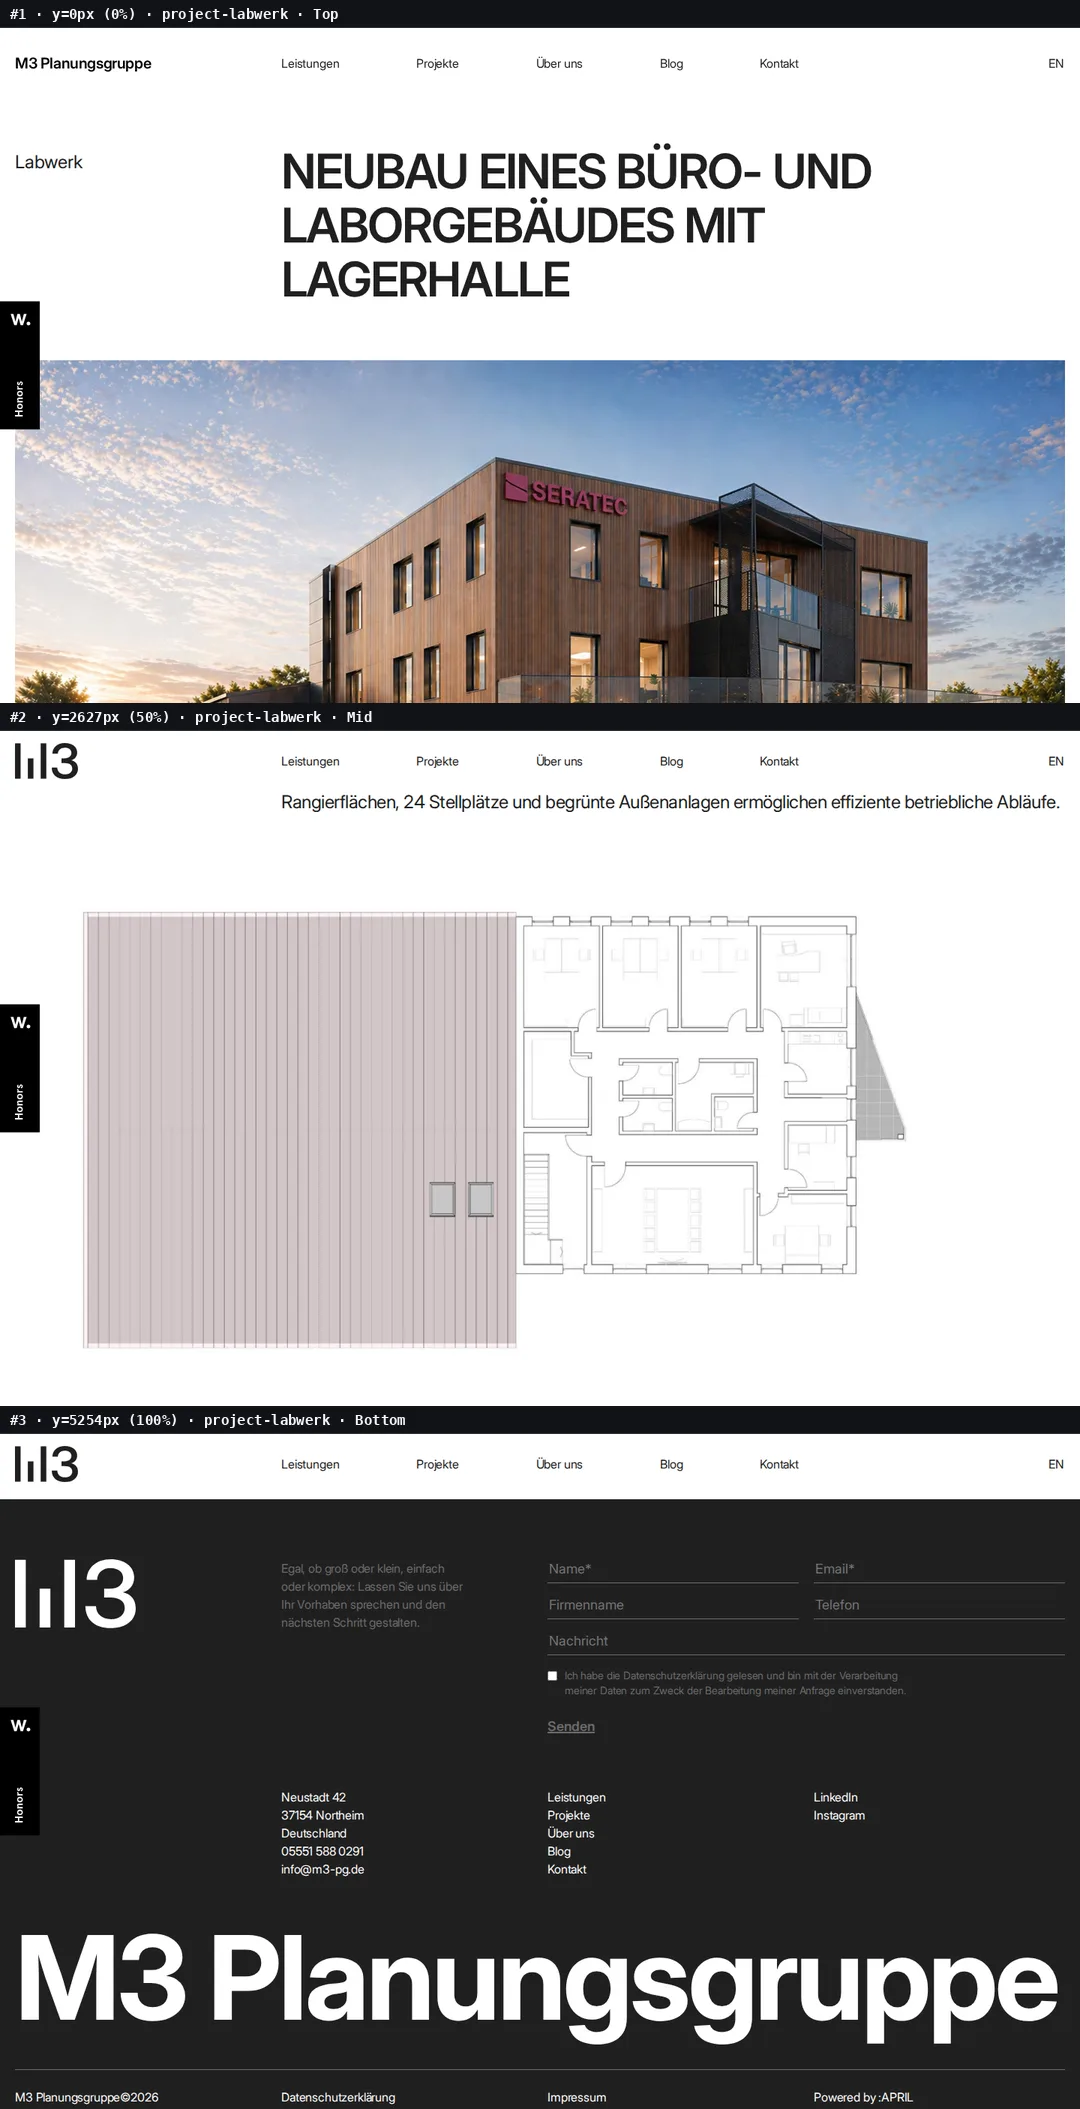 #1 · y=0px (0%) · project-labwerk · Top
M3 Planungsgruppe
Leistungen
Projekte
Über uns
Blog
Kontakt
EN
Labwerk
NEUBAU EINES BÜRO- UND
LABORGEBÄUDES MIT
LAGERHALLE
W.
Honors
SERATEC
#2 · y=2627px (50%) · project-labwerk · Mid
3
Leistungen
Projekte
Über uns
Blog
Kontakt
EN
Rangierflächen, 24 Stellplätze und begrünte Außenanlagen ermöglichen effiziente betriebliche Abläufe.
W.
Honors
#3 · y=5254px (100%) · project-labwerk · Bottom
3
Leistungen
Projekte
Über uns
Blog
Kontakt
EN
3
Egal, ob groß oder klein, einfach
oder komplex: Lassen Sie uns über
Ihr Vorhaben sprechen und den
nächsten Schritt gestalten.
Name*
Email*
Firmenname
Telefon
Nachricht
Ich habe die Datenschutzerklärung gelesen und bin mit der Verarbeitung
meiner Daten zum Zweck der Bearbeitung meiner Anfrage einverstanden.
Senden
W.
Honors
Neustadt 42
37154 Northeim
Deutschland
05551 588 0291
info@m3-pg.de
Leistungen
Projekte
Über uns
Blog
Kontakt
LinkedIn
Instagram
M3 Planungsgruppe
M3 Planungsgruppe©2026
Datenschutzerklärung
Impressum
Powered by :APRIL